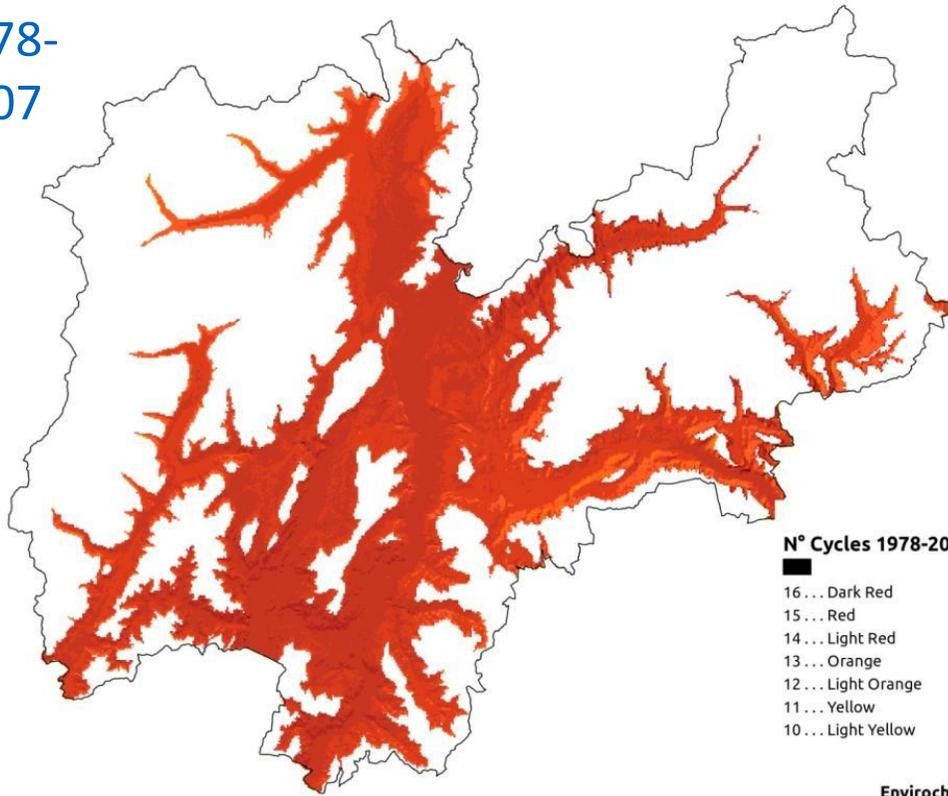 78-
07
N° Cycles 1978-20
16 . . . Dark Red
15 . . . Red
14 . . . Light Red
13 . . . Orange
12 . . . Light Orange
11 . . . Yellow
10 . . . Light Yellow
Enviroch